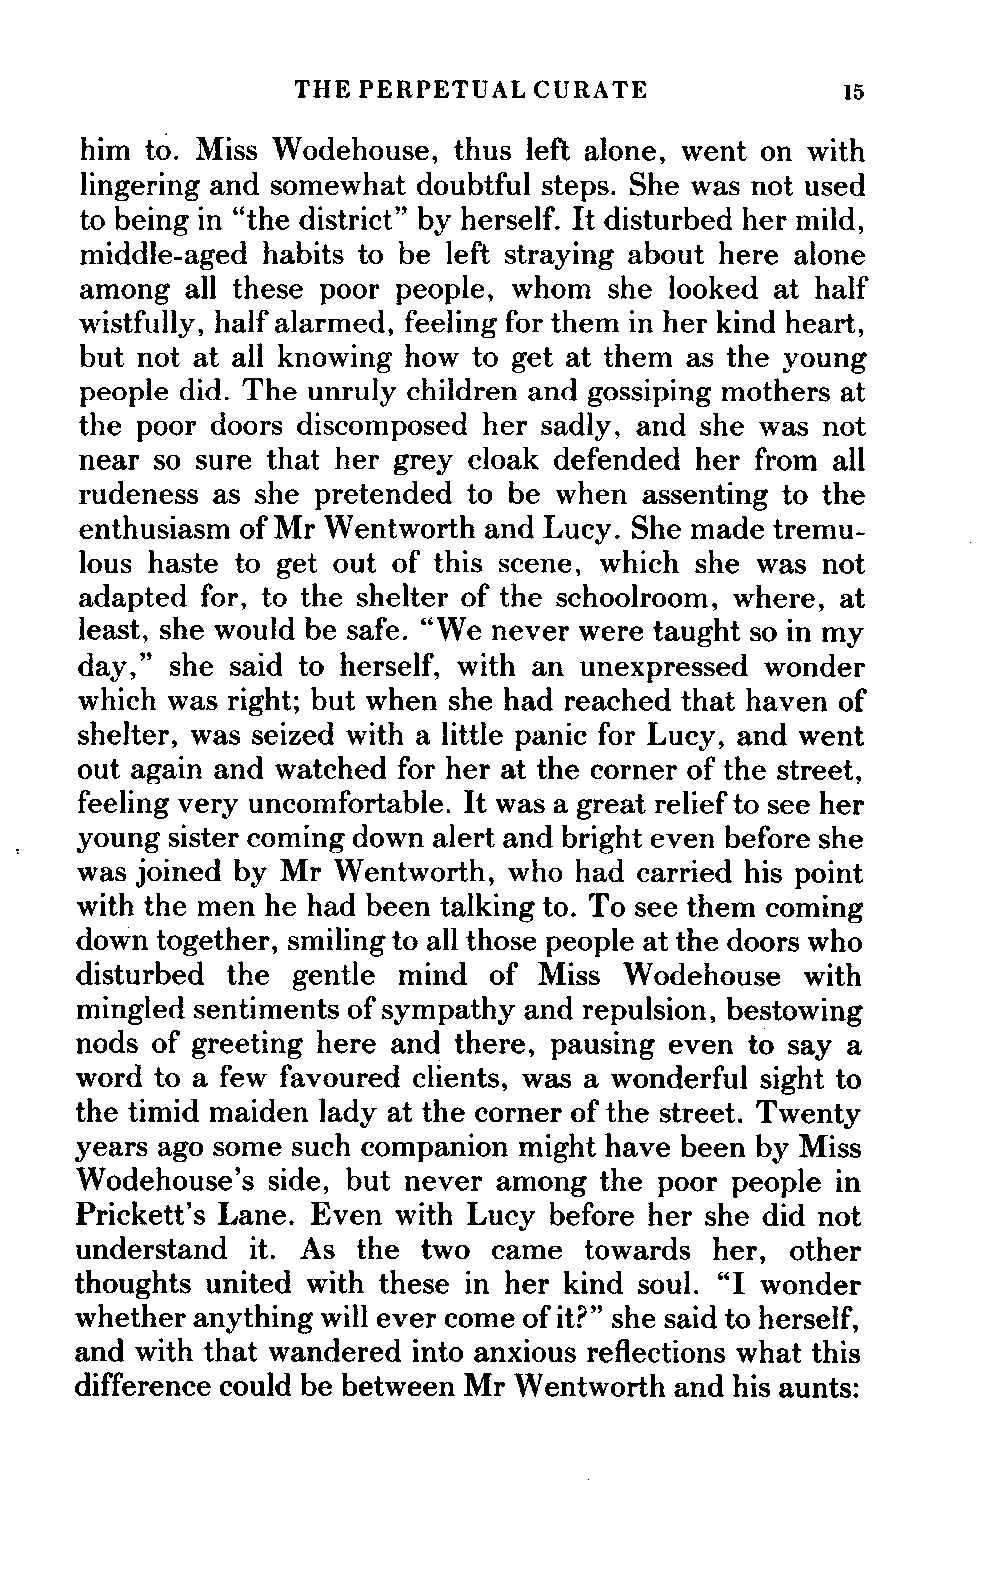 THE PERPETUAL CURATE 15
him to. Miss Wodehouse, thus left alone, went on with
lingering and somewhat doubtful steps. She was not used
to being in “the district” by herself. It disturbed her mild,
middle-aged habits to be left straying about here alone
among all these poor people, whom she looked at half
wistfully, half alarmed, feeling for them in her kind heart,
but not at all knowing how to get at them as the young
people did. The unruly children and gossiping mothers at
the poor doors discomposed her sadly, and she was not
near so sure that her grey cloak defended her from all
rudeness as she pretended to be when assenting to the
enthusiasm of Mr Wentworth and Lucy. She made tremu-
lous haste to get out of this scene, which she was not
adapted for, to the shelter of the schoolroom, where, at
least, she would be safe. “We never were taught so in my
day,” she said to herself, with an unexpressed wonder
which was right; but when she had reached that haven of
shelter, was seized with a little panic for Lucy, and went
out again and watched for her at the corner of the street,
feeling very uncomfortable. It was a great relief to see her
young sister coming down alert and bright even before she
was joined by Mr Wentworth, who had carried his point
with the men he had been talking to. To see them coming
down together, smiling to all those people at the doors who
disturbed the gentle mind of Miss Wodehouse with
mingled sentiments of sympathy and repulsion, bestowing
nods of greeting here and there, pausing even to say a
word to a few favoured clients, was a wonderful sight to
the timid maiden lady at the corner of the street. Twenty
years ago some such companion might have been by Miss
Wodehouse’s side, but never among the poor people in
Prickett’s Lane. Even with Lucy before her she did not
understand it. As the two came towards her, other
thoughts united with these in her kind soul. “I wonder
whether anything will ever come of it?” she said to herself,
and with that wandered into anxious reflections what this
difference could be between Mr Wentworth and his aunts: